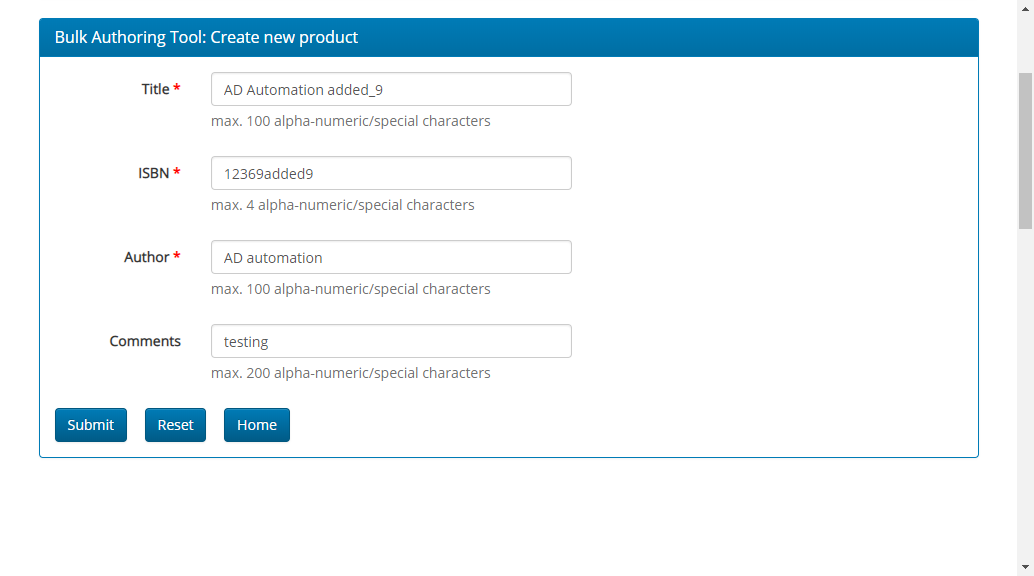 Bulk Authoring Tool: Create new product
Title *
AD Automation added_9
max. 100 alpha-numeric/special characters
ISBN *
12369added9
max. 4 alpha-numeric/special characters
Author *
AD automation
max. 100 alpha-numeric/special characters
Comments
testing
max. 200 alpha-numeric/special characters
Submit Reset Home